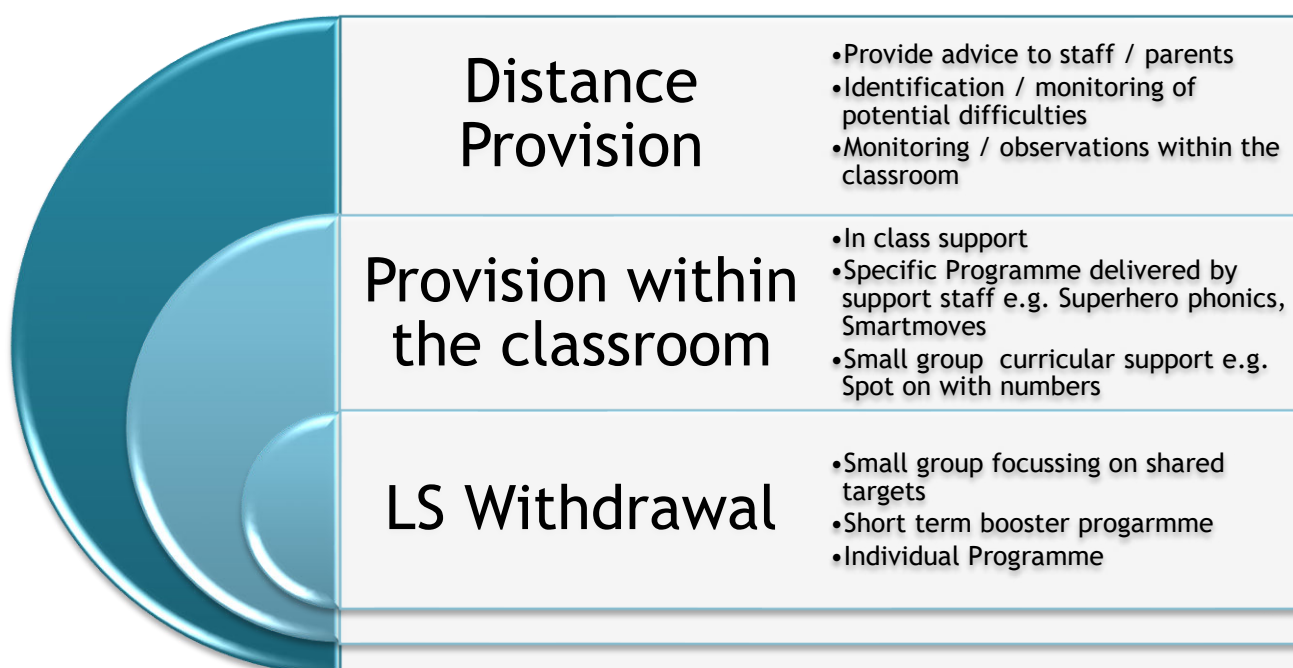 Distance
Provision
•Provide advice to staff / parents
•Identification / monitoring of
potential difficulties
•Monitoring / observations within the
classroom
Provision within
the classroom
•In class support
•Specific Programme delivered by
support staff e.g. Superhero phonics,
Smartmoves
•Small group curricular support e.g.
Spot on with numbers
LS Withdrawal
•Small group focussing on shared
targets
•Short term booster progarmme
•Individual Programme